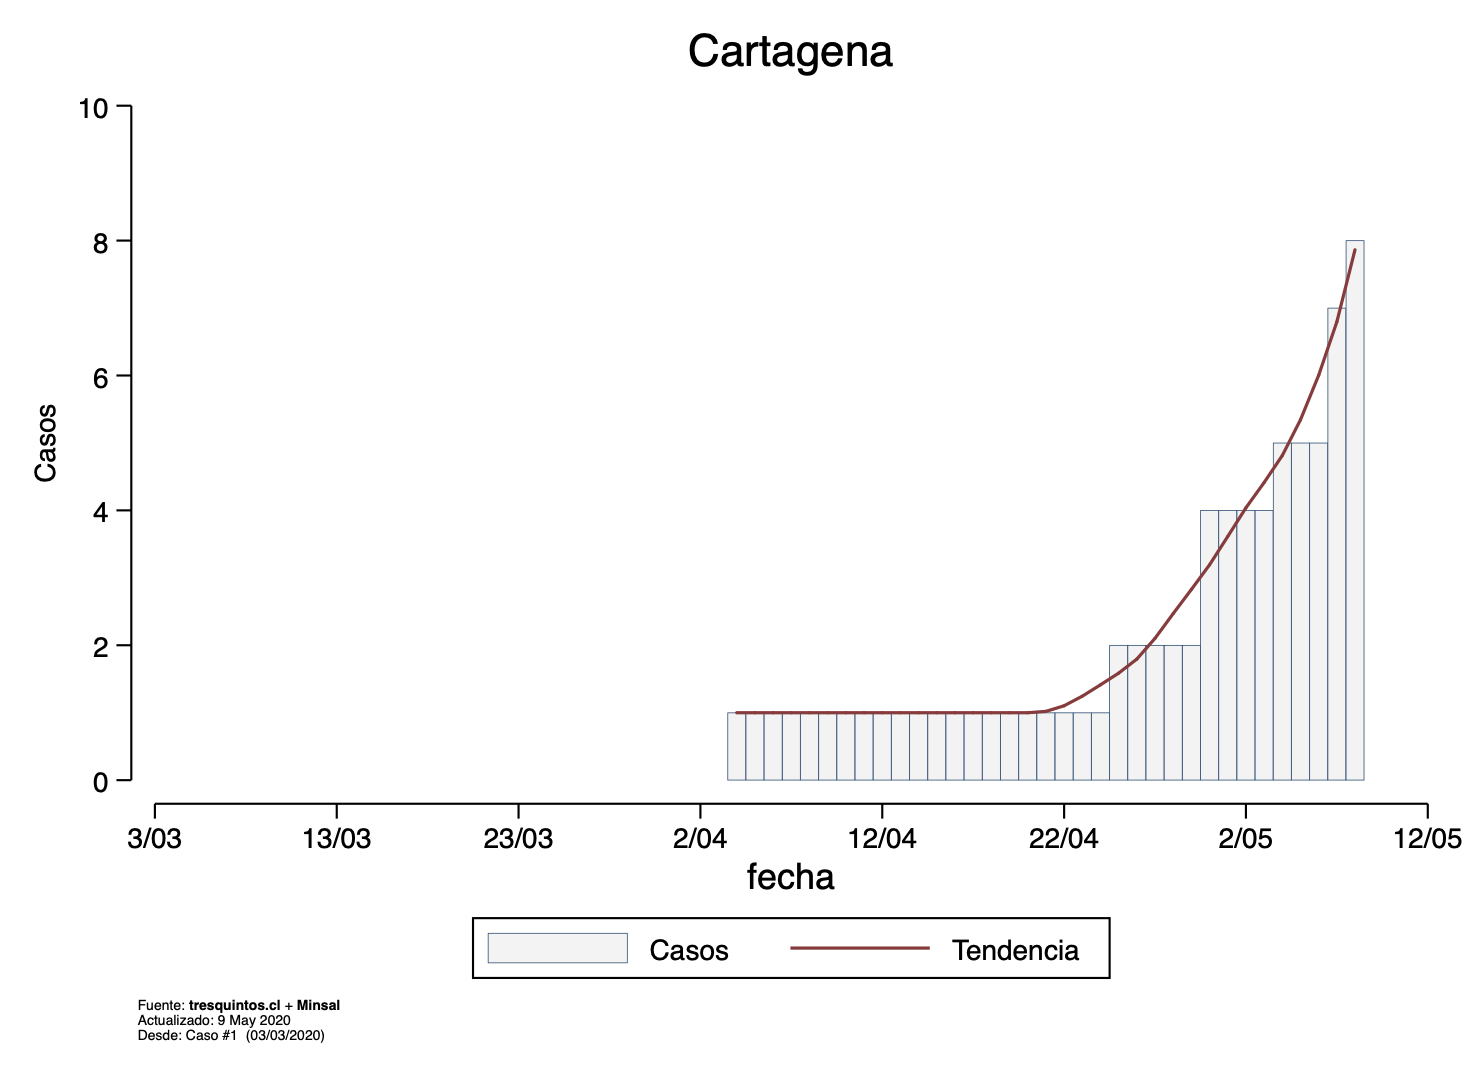 Cartagena
10
8
6
4
2
0
Casos
3/03 13/03 23/03 2/04 12/04 22/04 2/05 12/05
fecha
Casos Tendencia
Fuente: tresquintos.cl + Minsal
Actualizado: 9 May 2020
Desde: Caso #1 (03/03/2020)